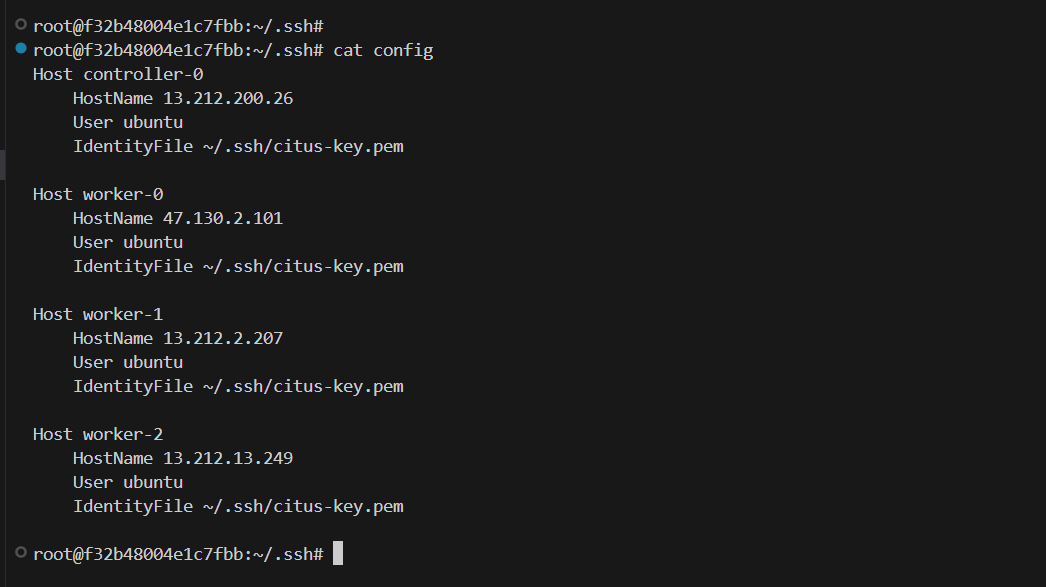 root@f32b48004e1c7fbb:~/.ssh#
root@f32b48004e1c7fbb:~/.ssh# cat config
Host controller-0
    HostName 13.212.200.26
    User ubuntu
    IdentityFile ~/.ssh/citus-key.pem

Host worker-0
    HostName 47.130.2.101
    User ubuntu
    IdentityFile ~/.ssh/citus-key.pem

Host worker-1
    HostName 13.212.2.207
    User ubuntu
    IdentityFile ~/.ssh/citus-key.pem

Host worker-2
    HostName 13.212.13.249
    User ubuntu
    IdentityFile ~/.ssh/citus-key.pem

root@f32b48004e1c7fbb:~/.ssh#